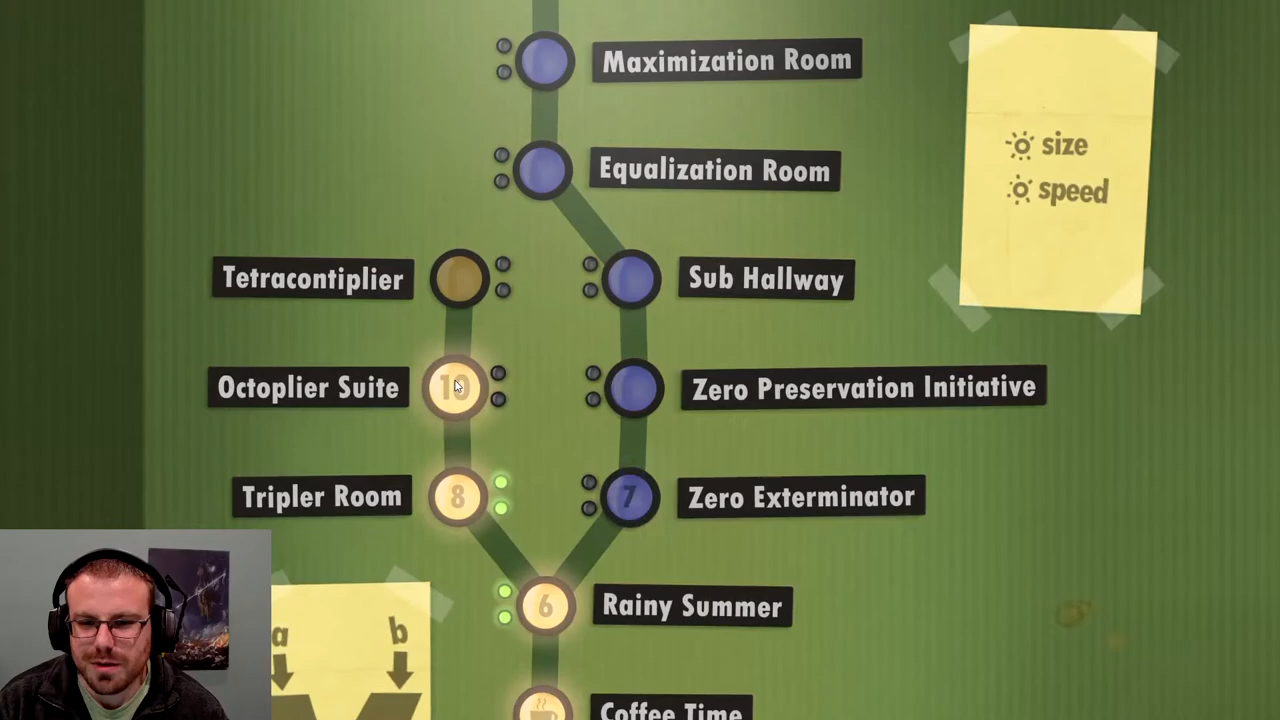 Maximization Room
Equalization Room
size
speed
Tetracontiplier
Sub Hallway
Octoplier Suite
10
Zero Preservation Initiative
Tripler Room
8
7
Zero Exterminator
6
Rainy Summer
a
b
Coffee Time